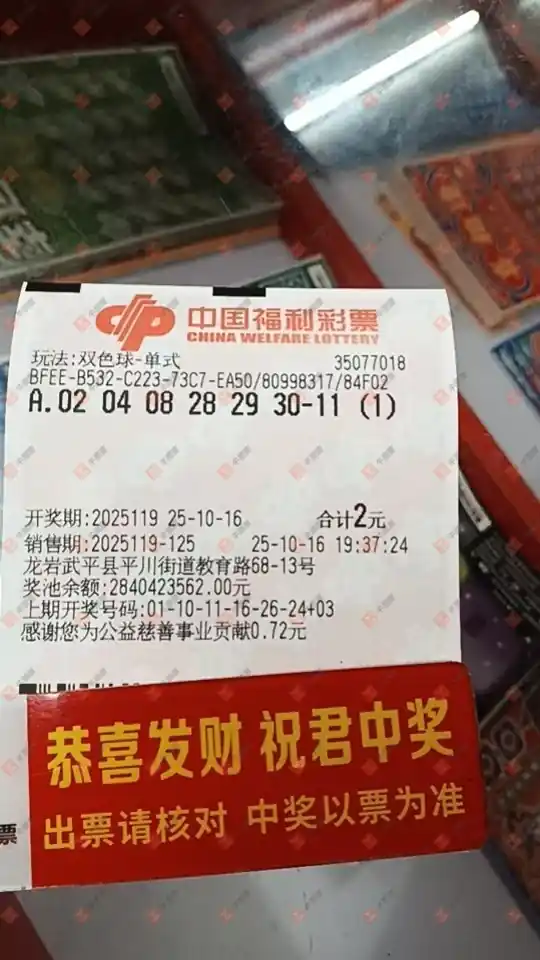 中国福利彩票
CHINA WELFARE LOTTERY
玩法:双色球-单式 35077018
BFEE-B532-C223-73C7-EA50/80998317/84F02
A.02 04 08 28 29 30-11 (1)
开奖期:2025119 25-10-16 合计2元
销售期:2025119-125 25-10-16 19:37:24
龙岩武平县平川街道教育路68-13号
奖池余额:2840423562.00元
上期开奖号码:01-10-11-16-26-24+03
感谢您为公益慈善事业贡献0.72元
恭喜发财 祝君中奖
出票请核对 中奖以票为准
票